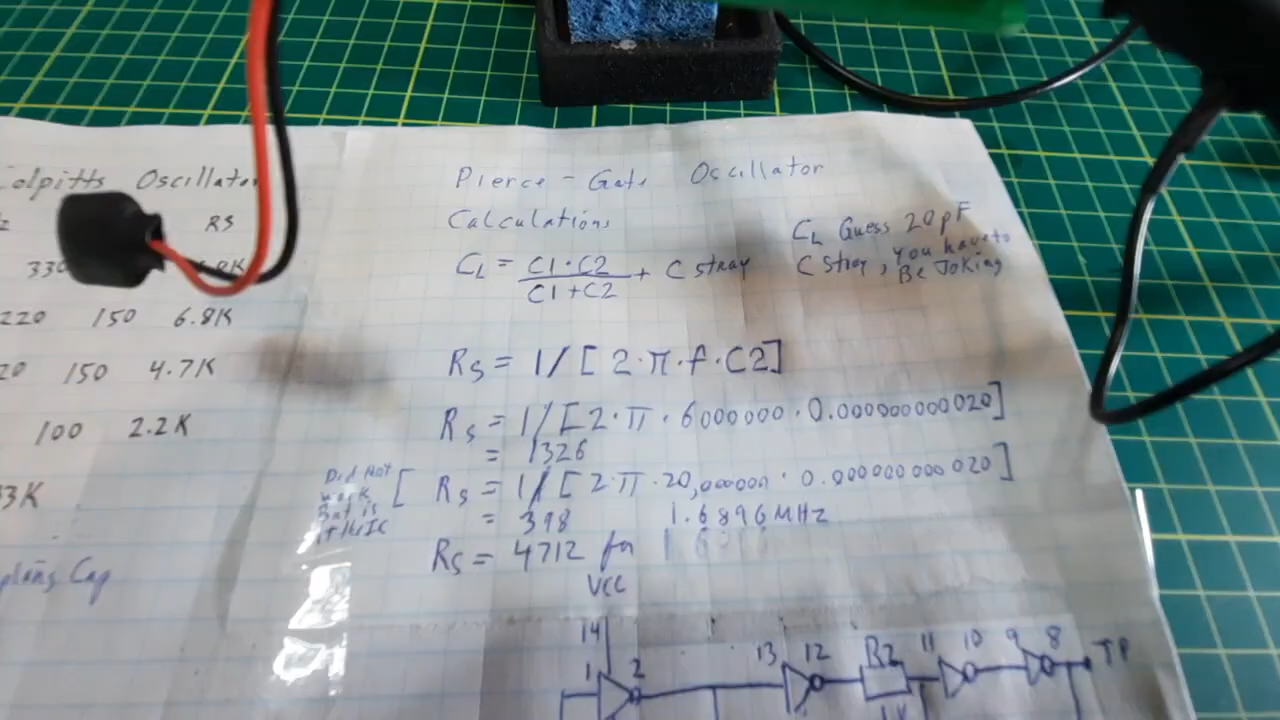 olpitts Oscillator
RS
330
220 150 6.8K
20 150 4.7K
100 2.2K
33K
Cap
Pierce - Gate Oscillator
Calculations
CL = C1·C2 / C1+C2 + C stray
CL Guess 20pF
C Stray, you have to
Be Joking
Rs = 1/[2·π·f·C2]
Rs = 1/[2·π·6000000·0.000000000020]
= 1326
Did Not
work
But is
it the IC
[ Rs = 1/[2·π·20,000000·0.000000000020]
= 398 1.6896MHz
Rs = 4712 for
VCC
14
1 2 13 12 R2 11 10 9 8 TP
1K